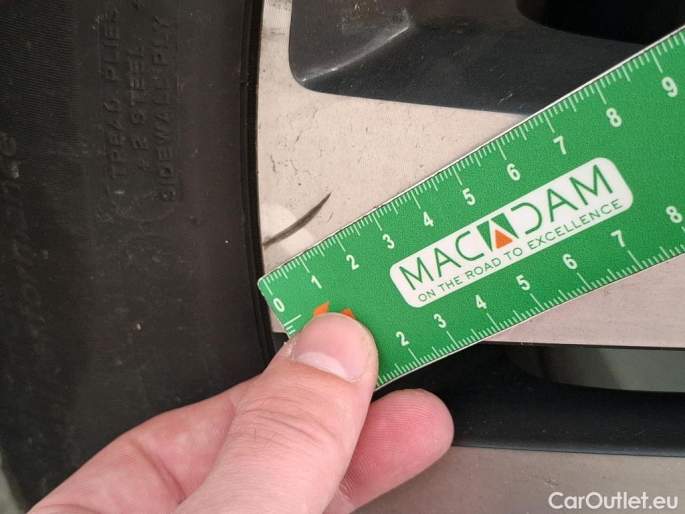 TREAD PLIES
2 STEEL
SIDEWALL: PLY
0 1 2 3 4 5 6 7 8 9
MACADAM
ON THE ROAD TO EXCELLENCE
2 3 4 5 6 7 8
CarOutlet.eu